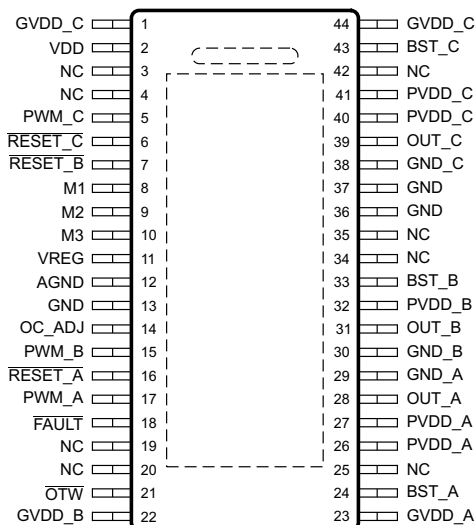 GVDD_C 1 44 GVDD_C
VDD 2 43 BST_C
NC 3 42 NC
NC 4 41 PVDD_C
PWM_C 5 40 PVDD_C
RESET_C 6 39 OUT_C
RESET_B 7 38 GND_C
M1 8 37 GND
M2 9 36 GND
M3 10 35 NC
VREG 11 34 NC
AGND 12 33 BST_B
GND 13 32 PVDD_B
OC_ADJ 14 31 OUT_B
PWM_B 15 30 GND_B
RESET_A 16 29 GND_A
PWM_A 17 28 OUT_A
FAULT 18 27 PVDD_A
NC 19 26 PVDD_A
NC 20 25 NC
OTW 21 24 BST_A
GVDD_B 22 23 GVDD_A